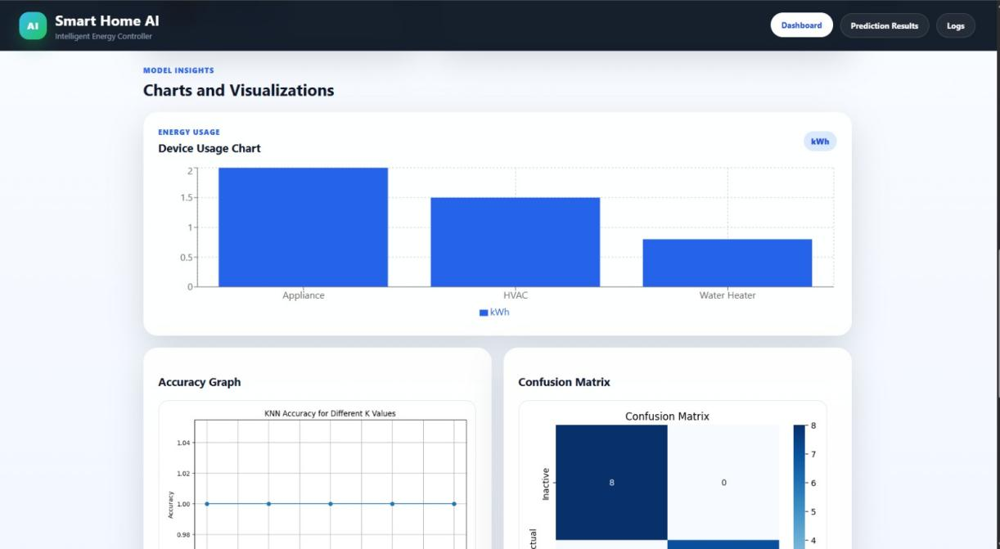 AI
Smart Home AI
Intelligent Energy Controller
Dashboard
Prediction Results
Logs
MODEL INSIGHTS
Charts and Visualizations
ENERGY USAGE
Device Usage Chart
kWh
2
1.5
1
0.5
0
Appliance
HVAC
Water Heater
kWh
Accuracy Graph
KNN Accuracy for Different K Values
1.04
1.02
1.00
0.98
Accuracy
Confusion Matrix
Confusion Matrix
Inactive
8
0
8
7
6
5
4